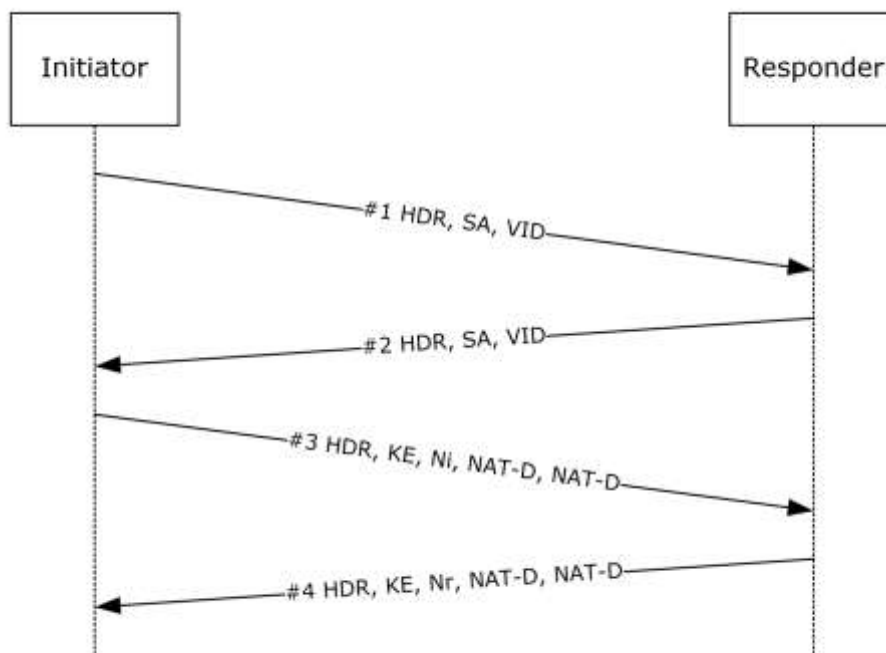 Initiator
Responder
#1 HDR, SA, VID
#2 HDR, SA, VID
#3 HDR, KE, Ni, NAT-D, NAT-D
#4 HDR, KE, Nr, NAT-D, NAT-D